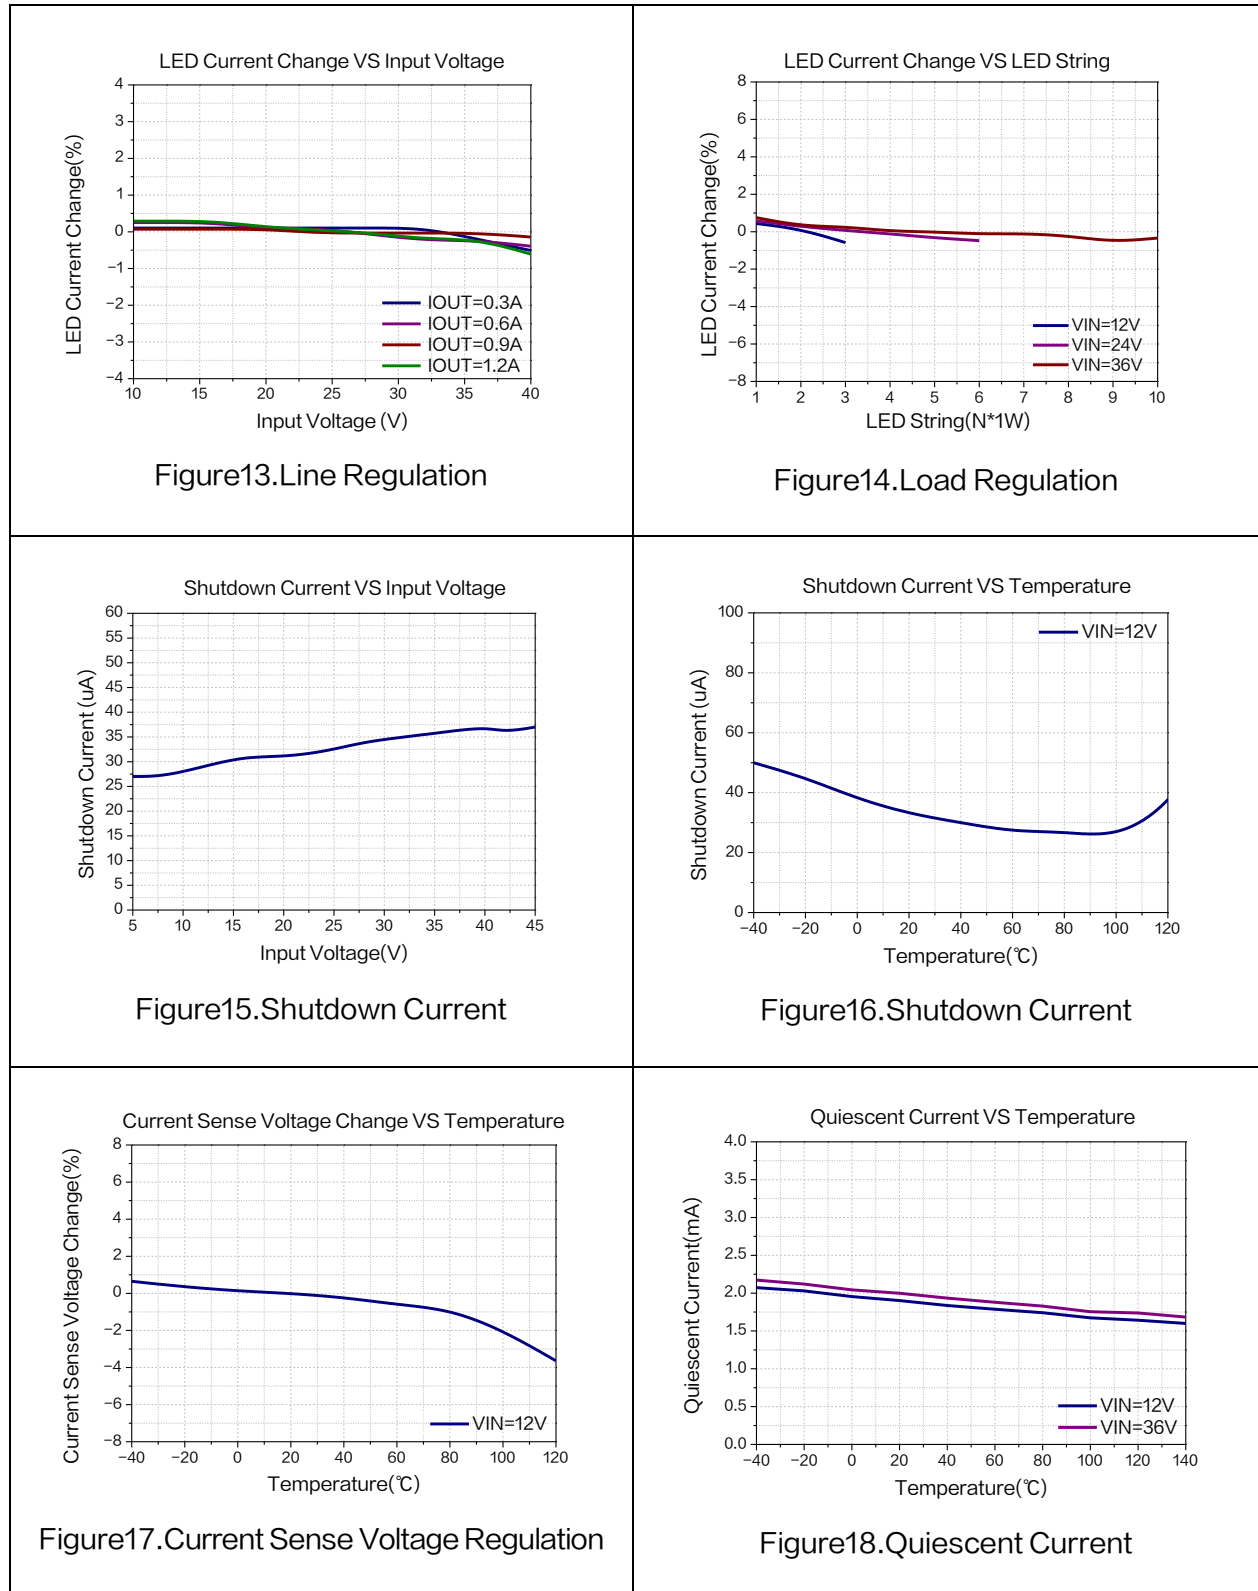 LED Current Change VS Input Voltage
LED Current Change(%)
4
3
2
1
0
−1
−2
−3
−4
IOUT=0.3A
IOUT=0.6A
IOUT=0.9A
IOUT=1.2A
10 15 20 25 30 35 40
Input Voltage (V)
Figure13.Line Regulation
LED Current Change VS LED String
LED Current Change(%)
8
6
4
2
0
−2
−4
−6
−8
VIN=12V
VIN=24V
VIN=36V
1 2 3 4 5 6 7 8 9 10
LED String(N*1W)
Figure14.Load Regulation
Shutdown Current VS Input Voltage
Shutdown Current (uA)
60
55
50
45
40
35
30
25
20
15
10
5
0
5 10 15 20 25 30 35 40 45
Input Voltage(V)
Figure15.Shutdown Current
Shutdown Current VS Temperature
Shutdown Current (uA)
100
80
60
40
20
0
VIN=12V
−40 −20 0 20 40 60 80 100 120
Temperature(℃)
Figure16.Shutdown Current
Current Sense Voltage Change VS Temperature
Current Sense Voltage Change(%)
8
6
4
2
0
−2
−4
−6
−8
VIN=12V
−40 −20 0 20 40 60 80 100 120
Temperature(℃)
Figure17.Current Sense Voltage Regulation
Quiescent Current VS Temperature
Quiescent Current(mA)
4.0
3.5
3.0
2.5
2.0
1.5
1.0
0.5
0.0
VIN=12V
VIN=36V
−40 −20 0 20 40 60 80 100 120 140
Temperature(℃)
Figure18.Quiescent Current